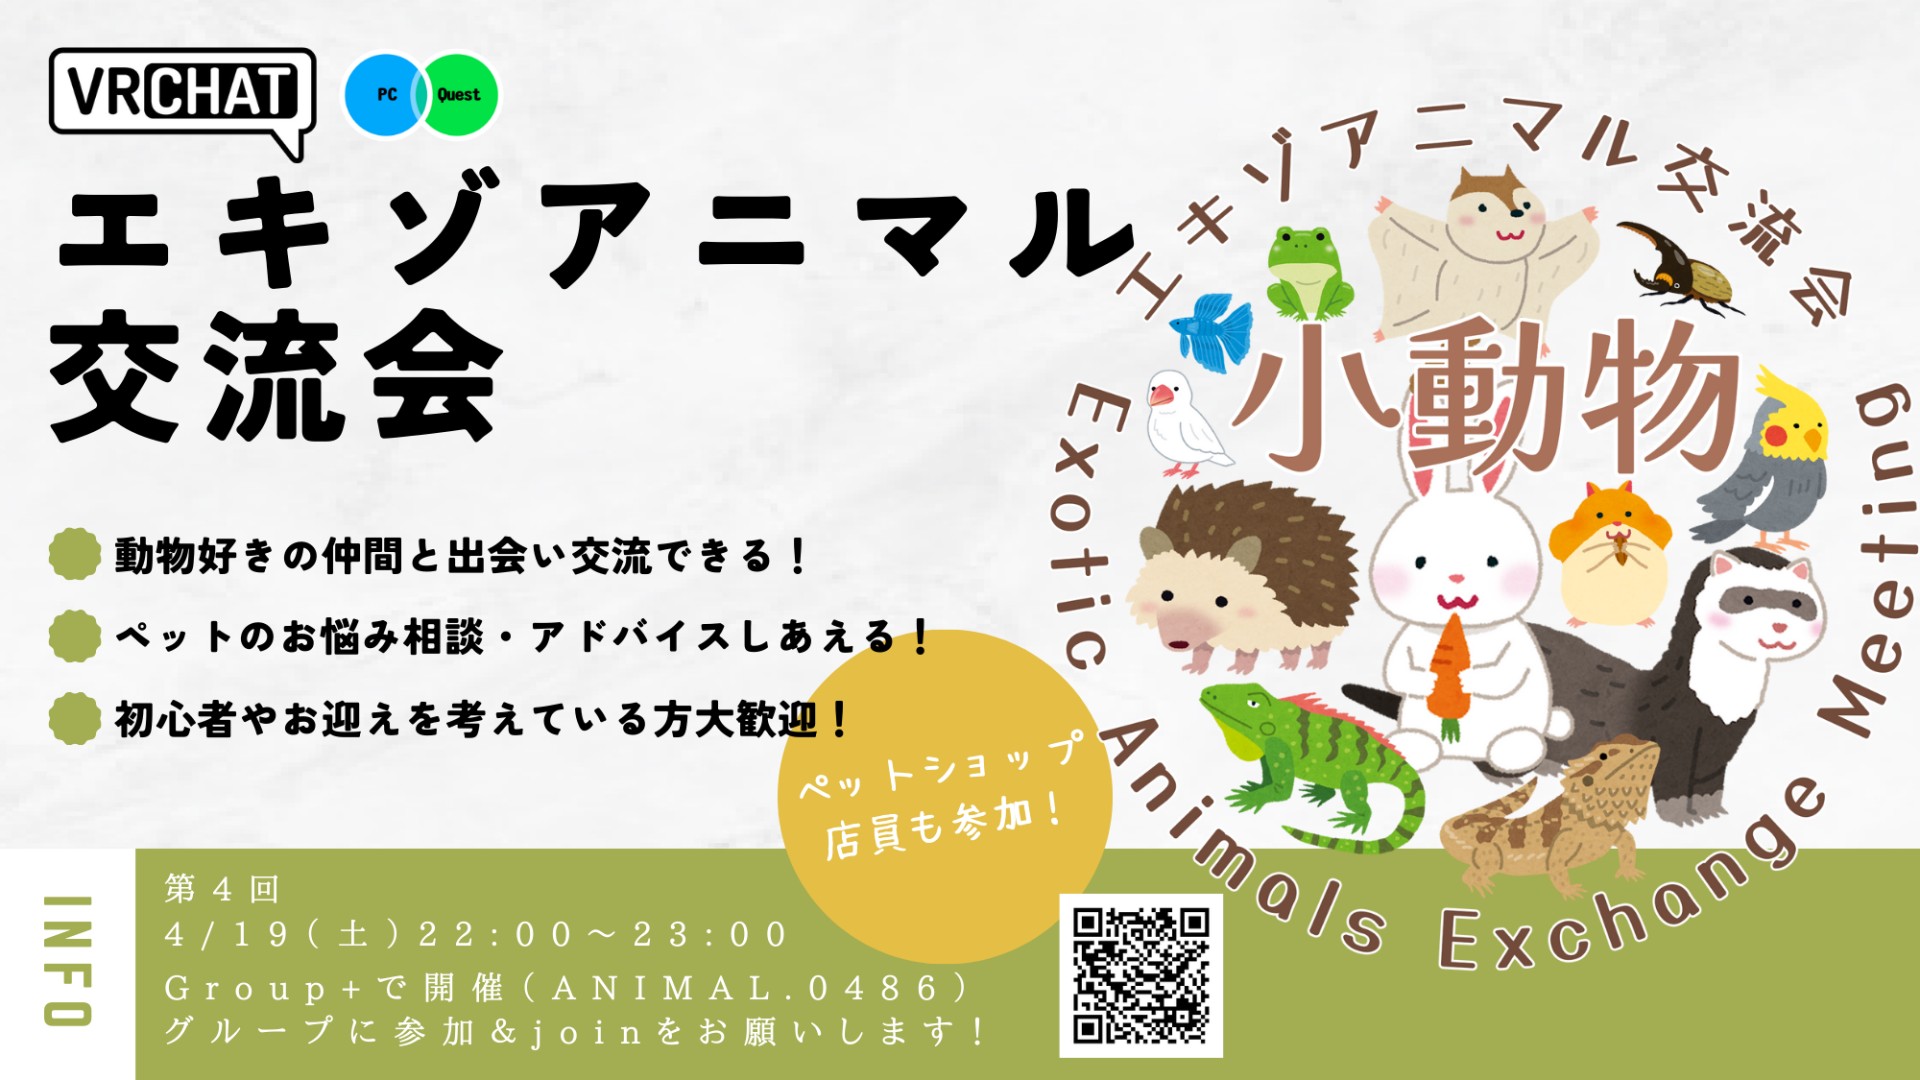 VRCHAT
PC Quest
エキゾアニマル
交流会
動物好きの仲間と出会い交流できる！
ペットのお悩み相談・アドバイスしあえる！
初心者やお迎えを考えている方大歓迎！
ペットショップ
店員も参加！
エキゾアニマル交流会
小動物
Exotic Animals Exchange Meeting
INFO
第4回
4/19(土)22:00〜23:00
Group+で開催(ANIMAL.0486)
グループに参加&joinをお願いします！